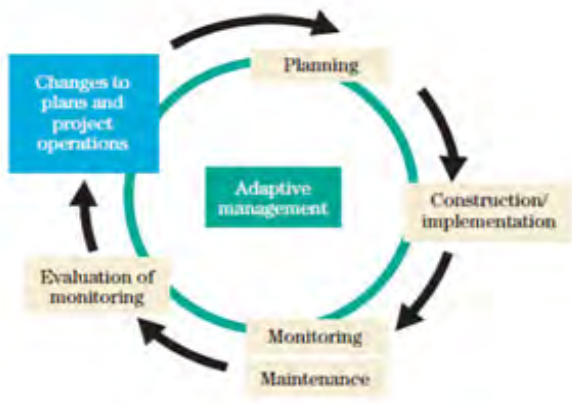 Planning
Changes to
plans and
project
operations
Adaptive
management
Construction/
implementation
Evaluation of
monitoring
Monitoring
Maintenance